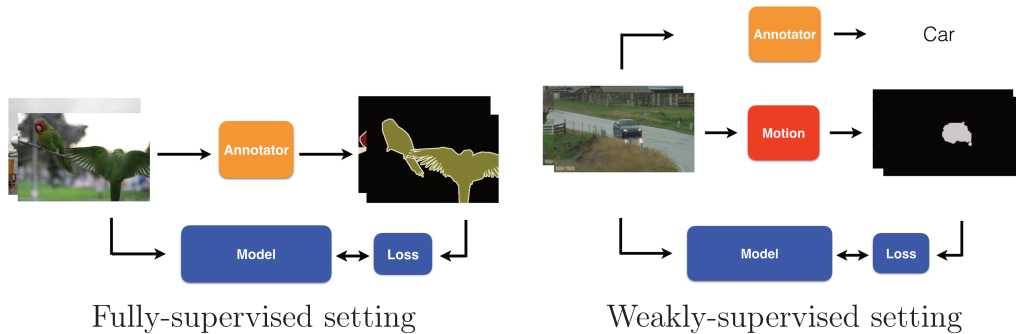 Annotator
Model
Loss
Fully-supervised setting
Annotator
Car
Motion
Model
Loss
Weakly-supervised setting